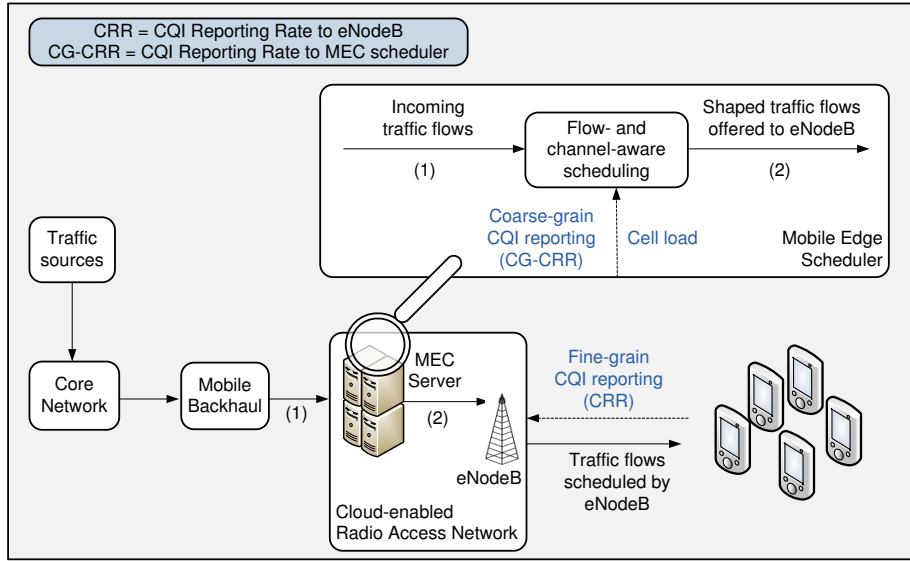 CRR = CQI Reporting Rate to eNodeB
CG-CRR = CQI Reporting Rate to MEC scheduler
Incoming
traffic flows
(1)
Flow- and
channel-aware
scheduling
Shaped traffic flows
offered to eNodeB
(2)
Coarse-grain
CQI reporting
(CG-CRR)
Cell load
Mobile Edge
Scheduler
Traffic
sources
Core
Network
Mobile
Backhaul
(1)
MEC
Server
(2)
eNodeB
Cloud-enabled
Radio Access Network
Fine-grain
CQI reporting
(CRR)
Traffic flows
scheduled by
eNodeB